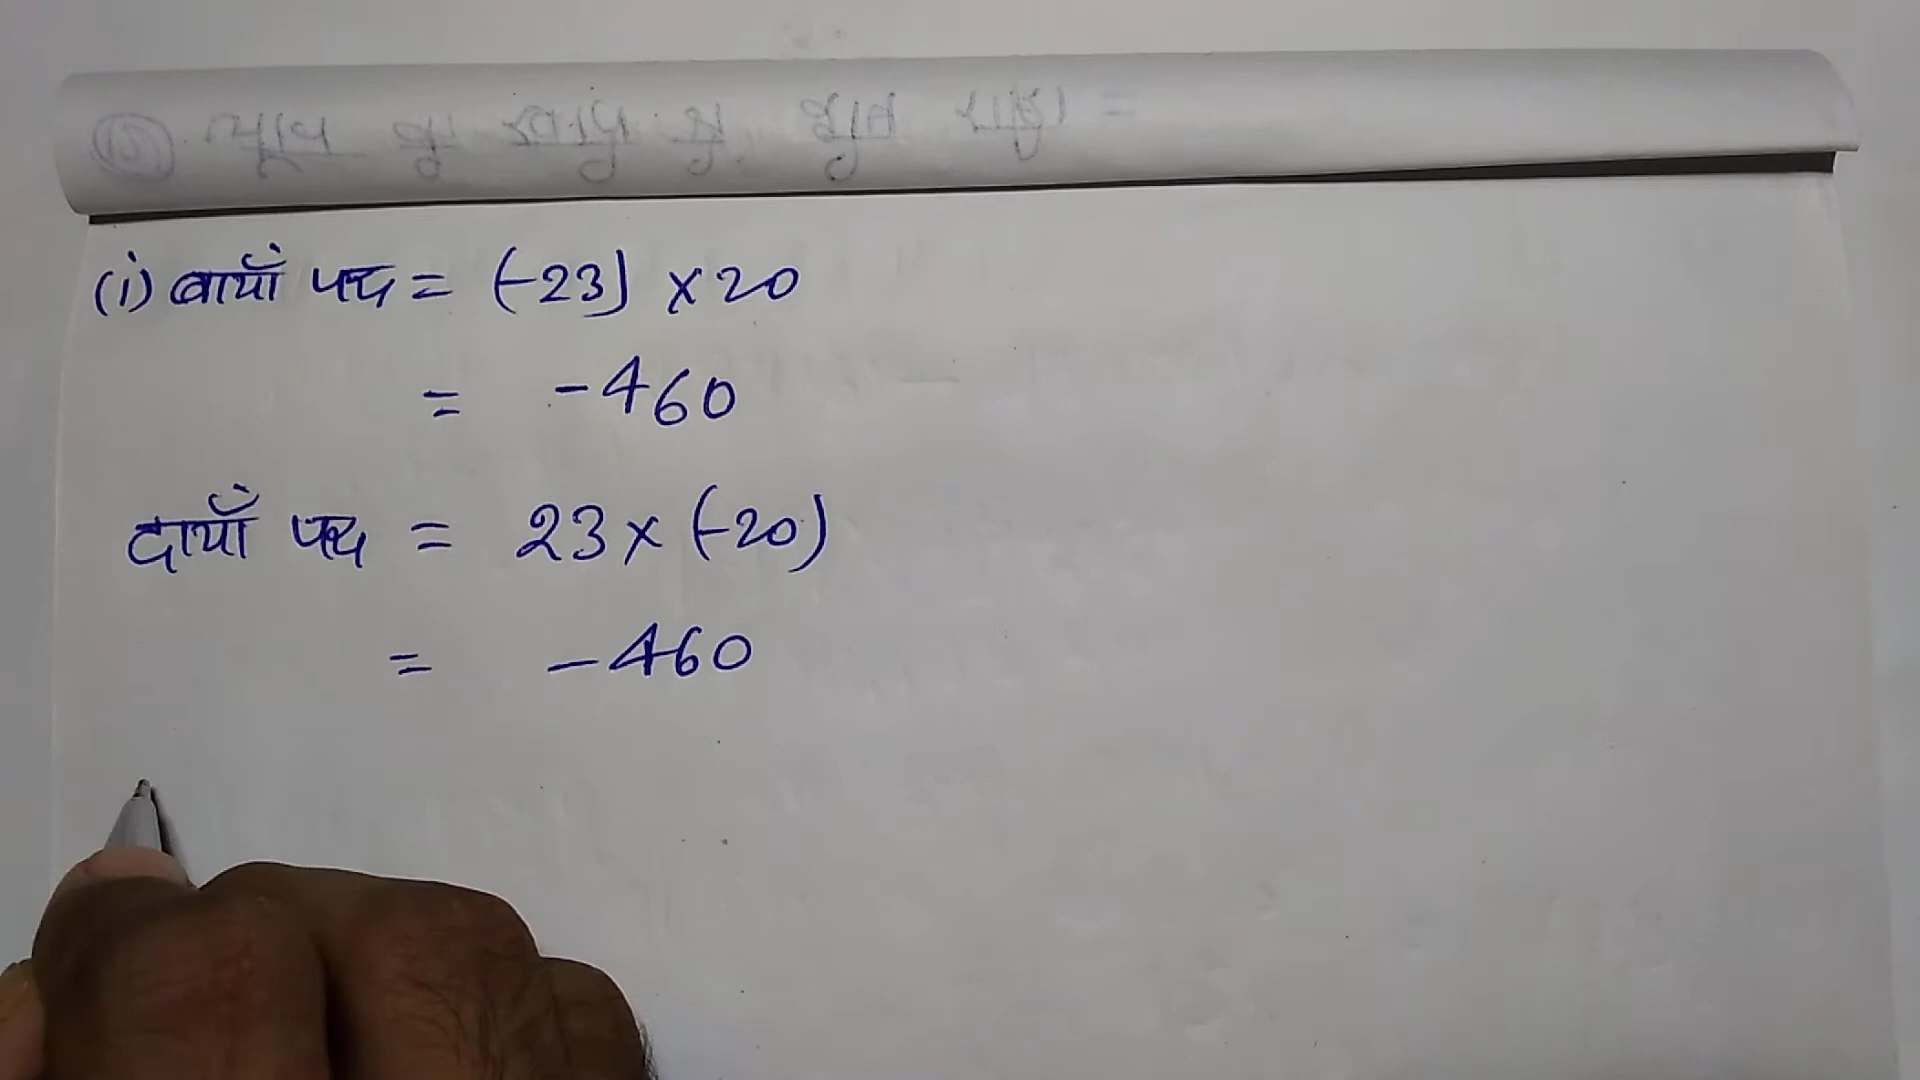 (i) बायाँ पक्ष = (-23) × 20
= -460
दायाँ पक्ष = 23 × (-20)
= -460